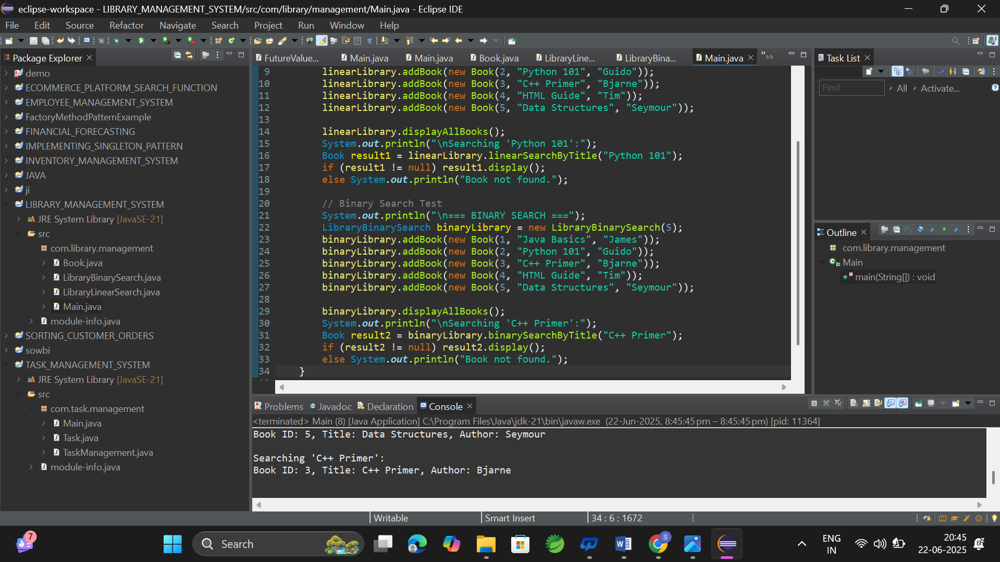 eclipse-workspace - LIBRARY_MANAGEMENT_SYSTEM/src/com/library/management/Main.java - Eclipse IDE
File Edit Source Refactor Navigate Search Project Run Window Help
Package Explorer
demo
ECOMMERCE_PLATFORM_SEARCH_FUNCTION
EMPLOYEE_MANAGEMENT_SYSTEM
FactoryMethodPatternExample
FINANCIAL_FORECASTING
IMPLEMENTING_SINGLETON_PATTERN
INVENTORY_MANAGEMENT_SYSTEM
JAVA
ji
LIBRARY_MANAGEMENT_SYSTEM
JRE System Library [JavaSE-21]
src
com.library.management
Book.java
LibraryBinarySearch.java
LibraryLinearSearch.java
Main.java
module-info.java
SORTING_CUSTOMER_ORDERS
sowbi
TASK_MANAGEMENT_SYSTEM
JRE System Library [JavaSE-21]
src
com.task.management
Main.java
Task.java
TaskManagement.java
module-info.java
FutureValue... Main.java Main.java Book.java LibraryLine... LibraryBina... Main.java »23
9 linearLibrary.addBook(new Book(2, "Python 101", "Guido"));
10 linearLibrary.addBook(new Book(3, "C++ Primer", "Bjarne"));
11 linearLibrary.addBook(new Book(4, "HTML Guide", "Tim"));
12 linearLibrary.addBook(new Book(5, "Data Structures", "Seymour"));
13
14 linearLibrary.displayAllBooks();
15 System.out.println("\nSearching 'Python 101':");
16 Book result1 = linearLibrary.linearSearchByTitle("Python 101");
17 if (result1 != null) result1.display();
18 else System.out.println("Book not found.");
19
20 // Binary Search Test
21 System.out.println("\n=== BINARY SEARCH ===");
22 LibraryBinarySearch binaryLibrary = new LibraryBinarySearch(5);
23 binaryLibrary.addBook(new Book(1, "Java Basics", "James"));
24 binaryLibrary.addBook(new Book(2, "Python 101", "Guido"));
25 binaryLibrary.addBook(new Book(3, "C++ Primer", "Bjarne"));
26 binaryLibrary.addBook(new Book(4, "HTML Guide", "Tim"));
27 binaryLibrary.addBook(new Book(5, "Data Structures", "Seymour"));
28
29 binaryLibrary.displayAllBooks();
30 System.out.println("\nSearching 'C++ Primer':");
31 Book result2 = binaryLibrary.binarySearchByTitle("C++ Primer");
32 if (result2 != null) result2.display();
33 else System.out.println("Book not found.");
34 }
Task List
Find All Activate...
Outline
com.library.management
Main
main(String[]) : void
Problems Javadoc Declaration Console
<terminated> Main (8) [Java Application] C:\Program Files\Java\jdk-21\bin\javaw.exe (22-Jun-2025, 8:45:45 pm – 8:45:45 pm) [pid: 11364]
Book ID: 5, Title: Data Structures, Author: Seymour
Searching 'C++ Primer':
Book ID: 3, Title: C++ Primer, Author: Bjarne
Writable Smart Insert 34 : 6 : 1672
7
Search
S
ENG
IN
20:45
22-06-2025